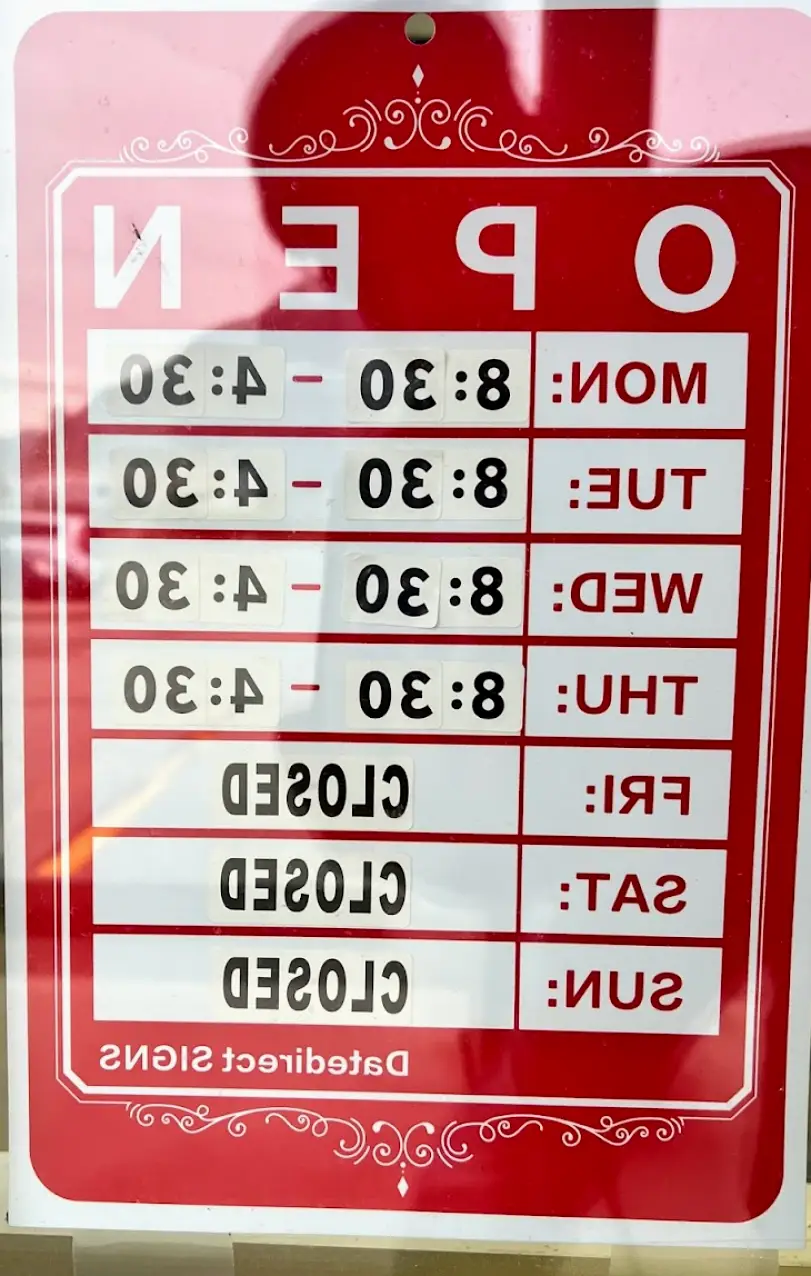 OPEN
MON: 8:30 - 4:30
TUE: 8:30 - 4:30
WED: 8:30 - 4:30
THU: 8:30 - 4:30
FRI: CLOSED
SAT: CLOSED
SUN: CLOSED
Datedirect SIGNS